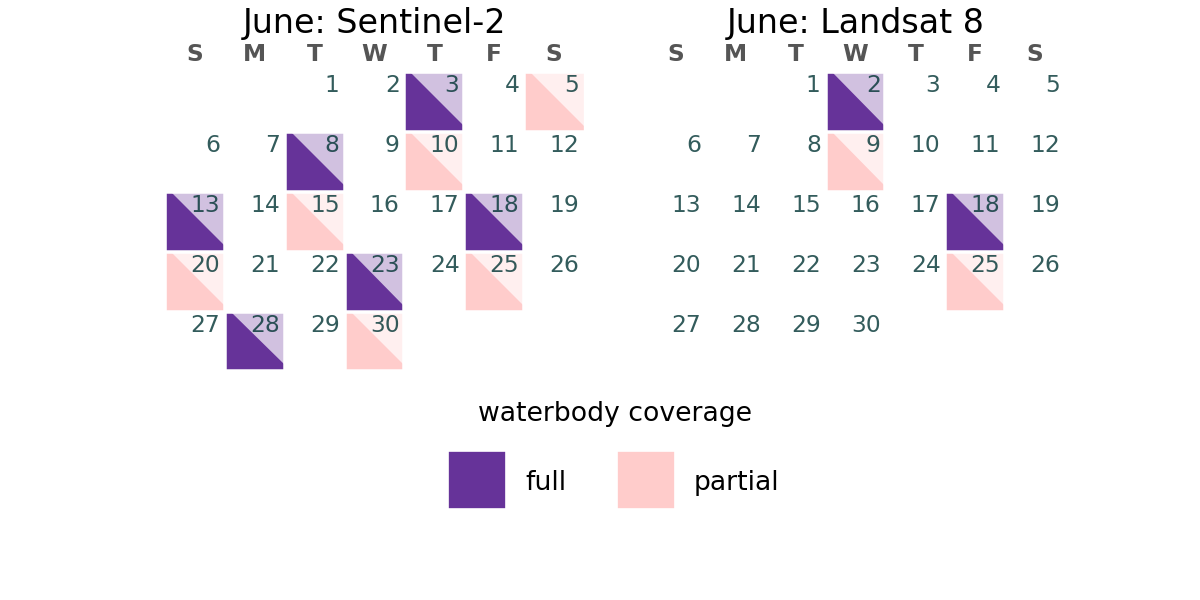 June: Sentinel-2
S M T W T F S
1 2 3 4 5
6 7 8 9 10 11 12
13 14 15 16 17 18 19
20 21 22 23 24 25 26
27 28 29 30
June: Landsat 8
S M T W T F S
1 2 3 4 5
6 7 8 9 10 11 12
13 14 15 16 17 18 19
20 21 22 23 24 25 26
27 28 29 30
waterbody coverage
full partial